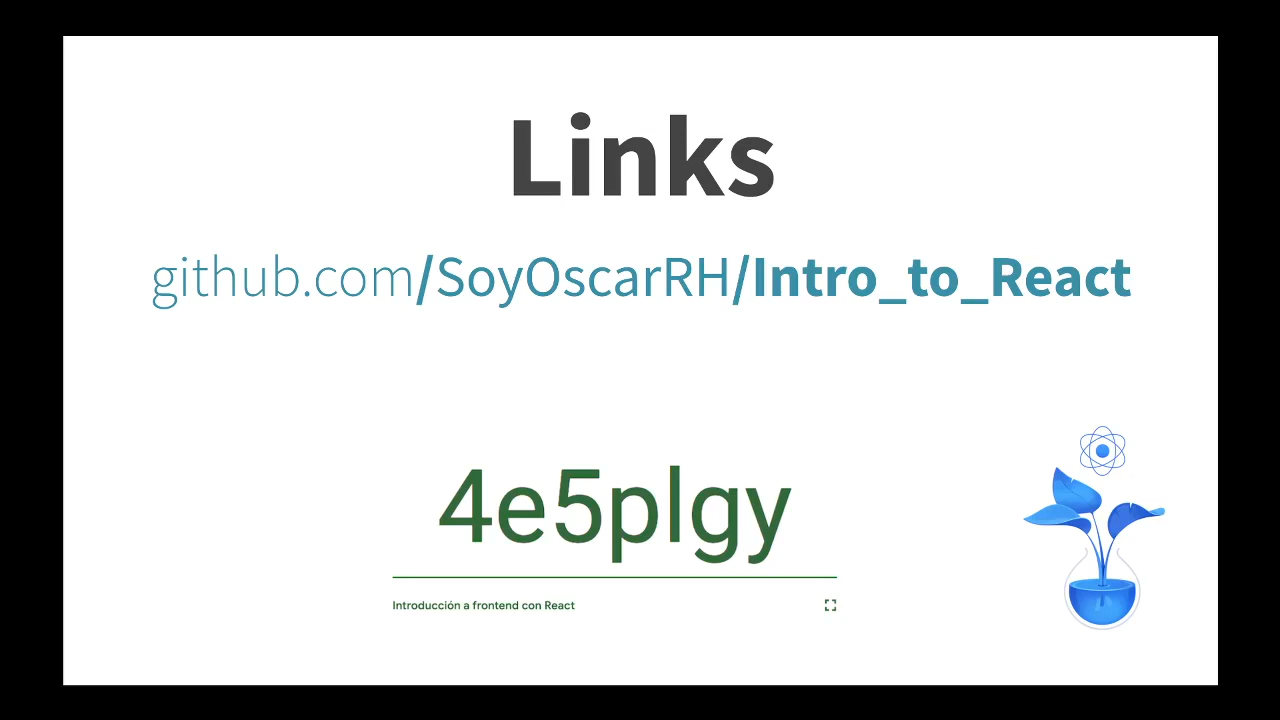 Links
github.com/SoyOscarRH/Intro_to_React
4e5plgy
Introducción a frontend con React